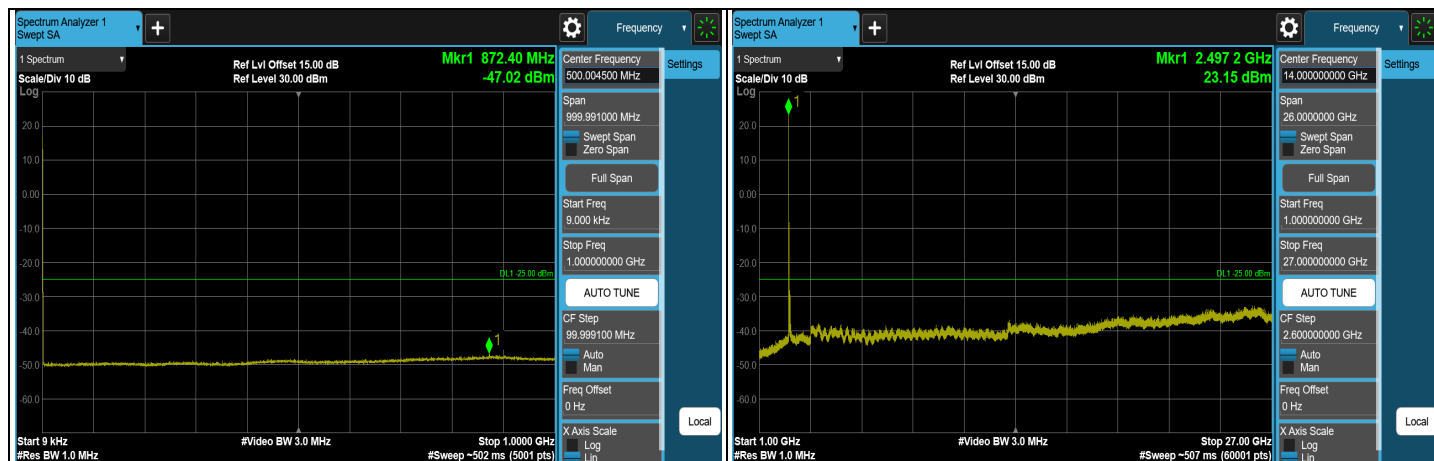 Spectrum Analyzer 1
Swept SA
+
Frequency
1 Spectrum
Scale/Div 10 dB
Log
Ref Lvl Offset 15.00 dB
Ref Level 30.00 dBm
Mkr1 872.40 MHz
-47.02 dBm
20.0
10.0
0.00
-10.0
-20.0
-30.0
-40.0
-50.0
-60.0
DL1 -25.00 dBm
1
Start 9 kHz
#Res BW 1.0 MHz
#Video BW 3.0 MHz
Stop 1.0000 GHz
#Sweep ~502 ms (5001 pts)
Center Frequency
500.004500 MHz
Span
999.991000 MHz
Swept Span
Zero Span
Full Span
Start Freq
9.000 kHz
Stop Freq
1.000000000 GHz
AUTO TUNE
CF Step
99.999100 MHz
Auto
Man
Freq Offset
0 Hz
X Axis Scale
Log
Lin
Settings
Local
Spectrum Analyzer 1
Swept SA
+
Frequency
1 Spectrum
Scale/Div 10 dB
Log
Ref Lvl Offset 15.00 dB
Ref Level 30.00 dBm
Mkr1 2.497 2 GHz
23.15 dBm
1
20.0
10.0
0.00
-10.0
-20.0
-30.0
-40.0
-50.0
-60.0
DL1 -25.00 dBm
Start 1.00 GHz
#Res BW 1.0 MHz
#Video BW 3.0 MHz
Stop 27.00 GHz
#Sweep ~507 ms (60001 pts)
Center Frequency
14.000000000 GHz
Span
26.0000000 GHz
Swept Span
Zero Span
Full Span
Start Freq
1.000000000 GHz
Stop Freq
27.000000000 GHz
AUTO TUNE
CF Step
2.600000000 GHz
Auto
Man
Freq Offset
0 Hz
X Axis Scale
Log
Lin
Settings
Local